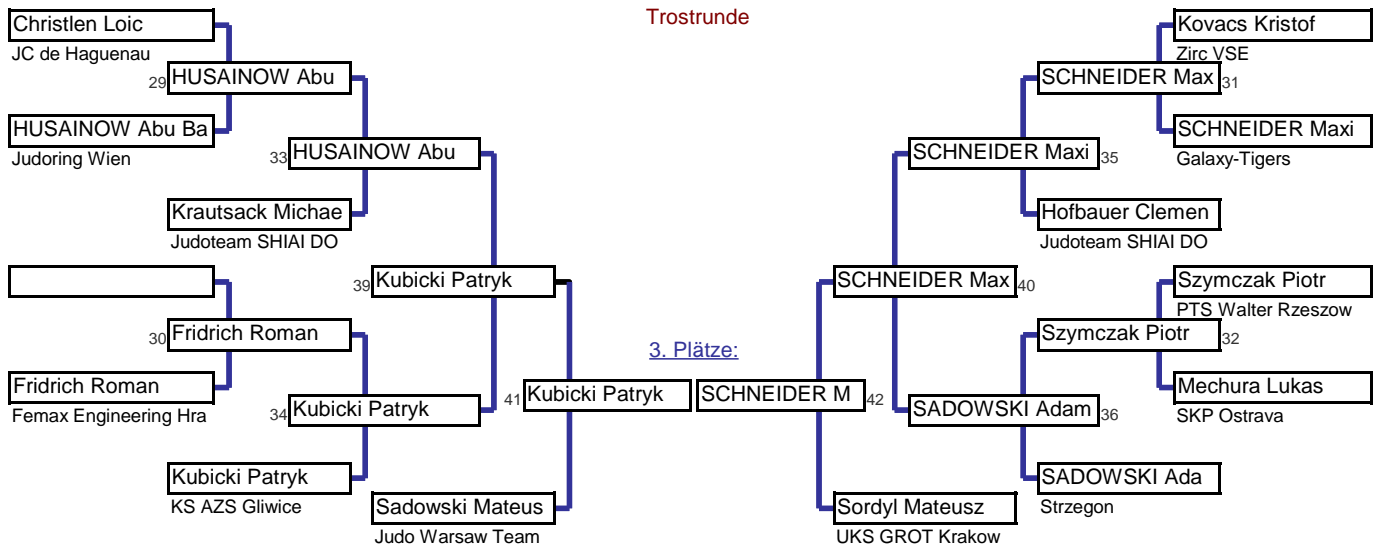 Trostrunde
Christlen Loic
JC de Haguenau
29 HUSAINOW Abu
HUSAINOW Abu Ba
Judoring Wien
33 HUSAINOW Abu
Krautsack Michae
Judoteam SHIAI DO
39 Kubicki Patryk
30 Fridrich Roman
Fridrich Roman
Femax Engineering Hra
34 Kubicki Patryk
Kubicki Patryk
KS AZS Gliwice
41 Kubicki Patryk
Sadowski Mateus
Judo Warsaw Team
3. Plätze:
Kovacs Kristof
Zirc VSE
SCHNEIDER Max 31
SCHNEIDER Maxi
Galaxy-Tigers
SCHNEIDER Maxi 35
Hofbauer Clemen
Judoteam SHIAI DO
SCHNEIDER Max 40
Szymczak Piotr
PTS Walter Rzeszow
Szymczak Piotr 32
Mechura Lukas
SKP Ostrava
SCHNEIDER M 42
SADOWSKI Adam 36
SADOWSKI Ada
Strzegon
Sordyl Mateusz
UKS GROT Krakow